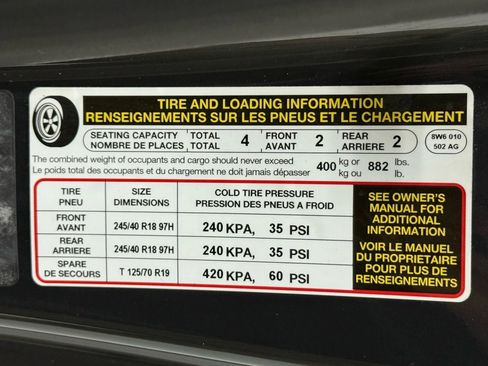 TIRE AND LOADING INFORMATION
RENSEIGNEMENTS SUR LES PNEUS ET LE CHARGEMENT
SEATING CAPACITY TOTAL 4 FRONT 2 REAR 2
NOMBRE DE PLACES TOTAL AVANT ARRIERE
8W6 010
502 AG
The combined weight of occupants and cargo should never exceed 400 kg or 882 lbs.
Le poids total des occupants et du chargement ne doit jamais dépasser kg ou lb.
TIRE SIZE COLD TIRE PRESSURE
PNEU DIMENSIONS PRESSION DES PNEUS A FROID
FRONT
AVANT 245/40 R18 97H 240 KPA, 35 PSI
REAR
ARRIERE 245/40 R18 97H 240 KPA, 35 PSI
SPARE
DE SECOURS T 125/70 R19 420 KPA, 60 PSI
SEE OWNER'S
MANUAL FOR
ADDITIONAL
INFORMATION
VOIR LE MANUEL
DU PROPRIETAIRE
POUR PLUS DE
RENSEIGNEMENTS